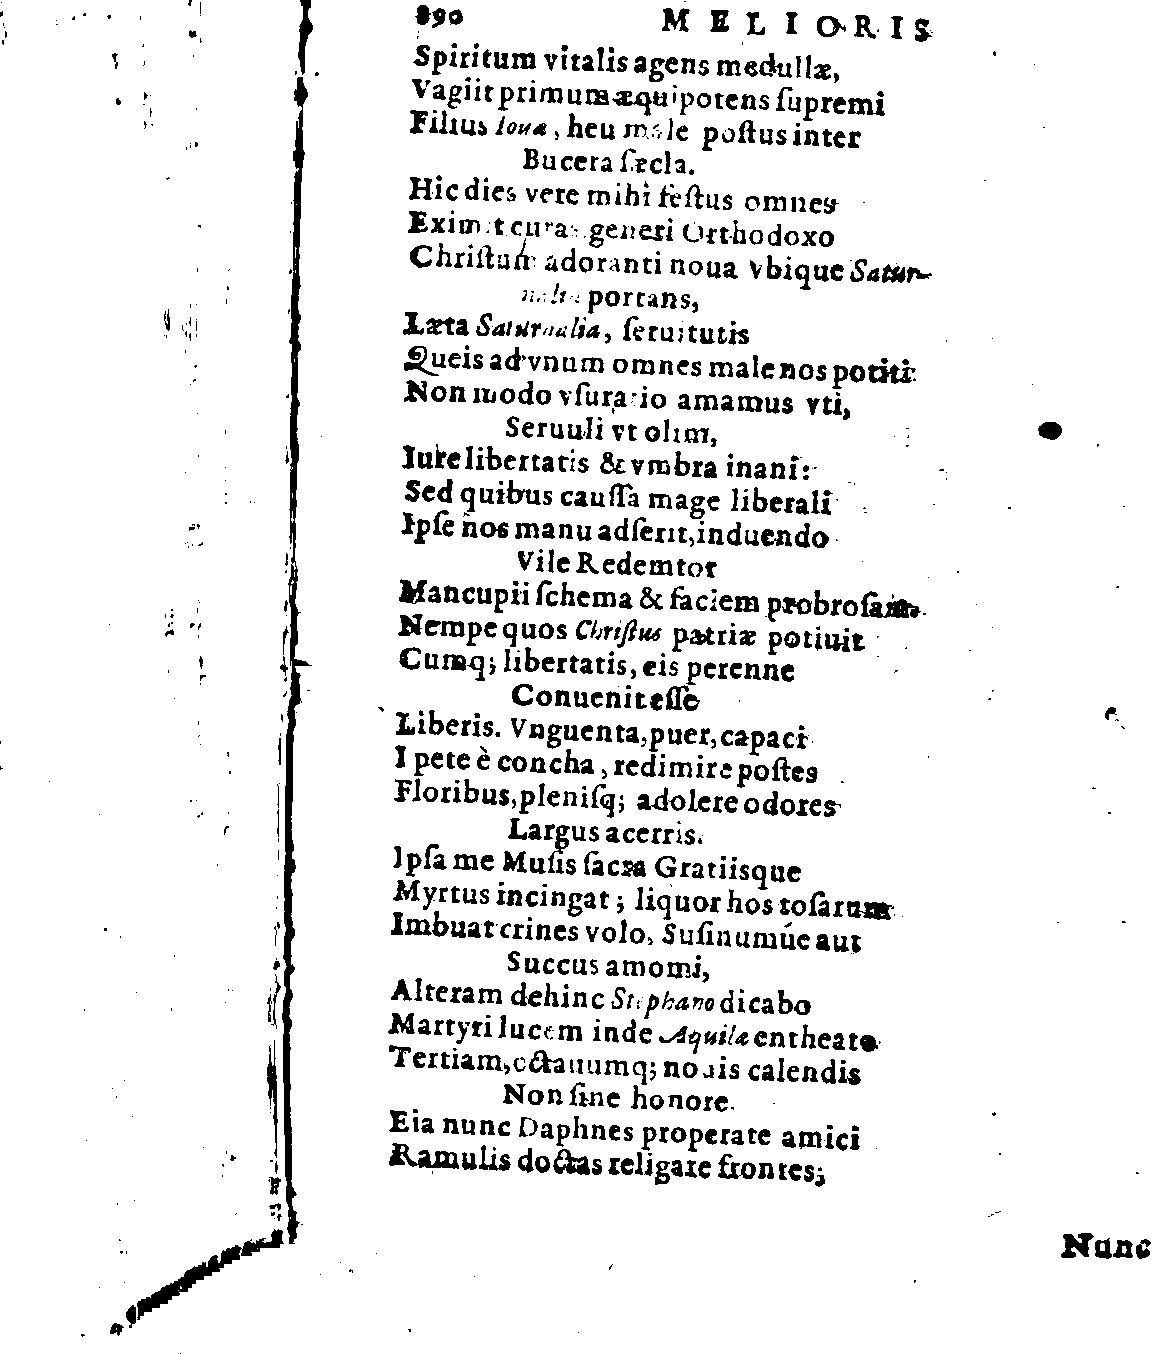 890 MELIORIS
Spiritum vitalis agens medullæ,
Vagiit primum æquipotens ſupremi
Filius Iouæ, heu male poſtus inter
Bucera ſæcla.
Hic dies vere mihi feſtus omnes
Eximet curas generi Orthodoxo
Chriſtum adoranti noua vbique Satur-
nalia portans,
Læta Saturnalia, ſeruitutis
Queis ad vnum omnes male nos potiti
Non modo vſurario amamus vti,
Seruuli vt olim,
Iure libertatis & vmbra inani:
Sed quibus cauſſa mage liberali
Ipſe nos manu adſerit, induendo
Vile Redemtor
Mancupii ſchema & faciem probroſam.
Nempe quos Chriſtus patriæ potiuit
Cumq; libertatis, eis perenne
Conuenit eſſe
Liberis. Vnguenta, puer, capaci
I pete è concha, redimire poſtes
Floribus, pleniſq; adolere odores
Largus acerris.
Ipſa me Muſis ſacra Gratiisque
Myrtus incingat; liquor hos roſarum
Imbuat crines volo, Suſinumúe aut
Succus amomi,
Alteram dehinc Stephano dicabo
Martyri lucem inde Aquilæ entheato
Tertiam, octauumq; nouis calendis
Non ſine honore.
Eia nunc Daphnes properate amici
Ramulis doctas religare frontes;
Nunc